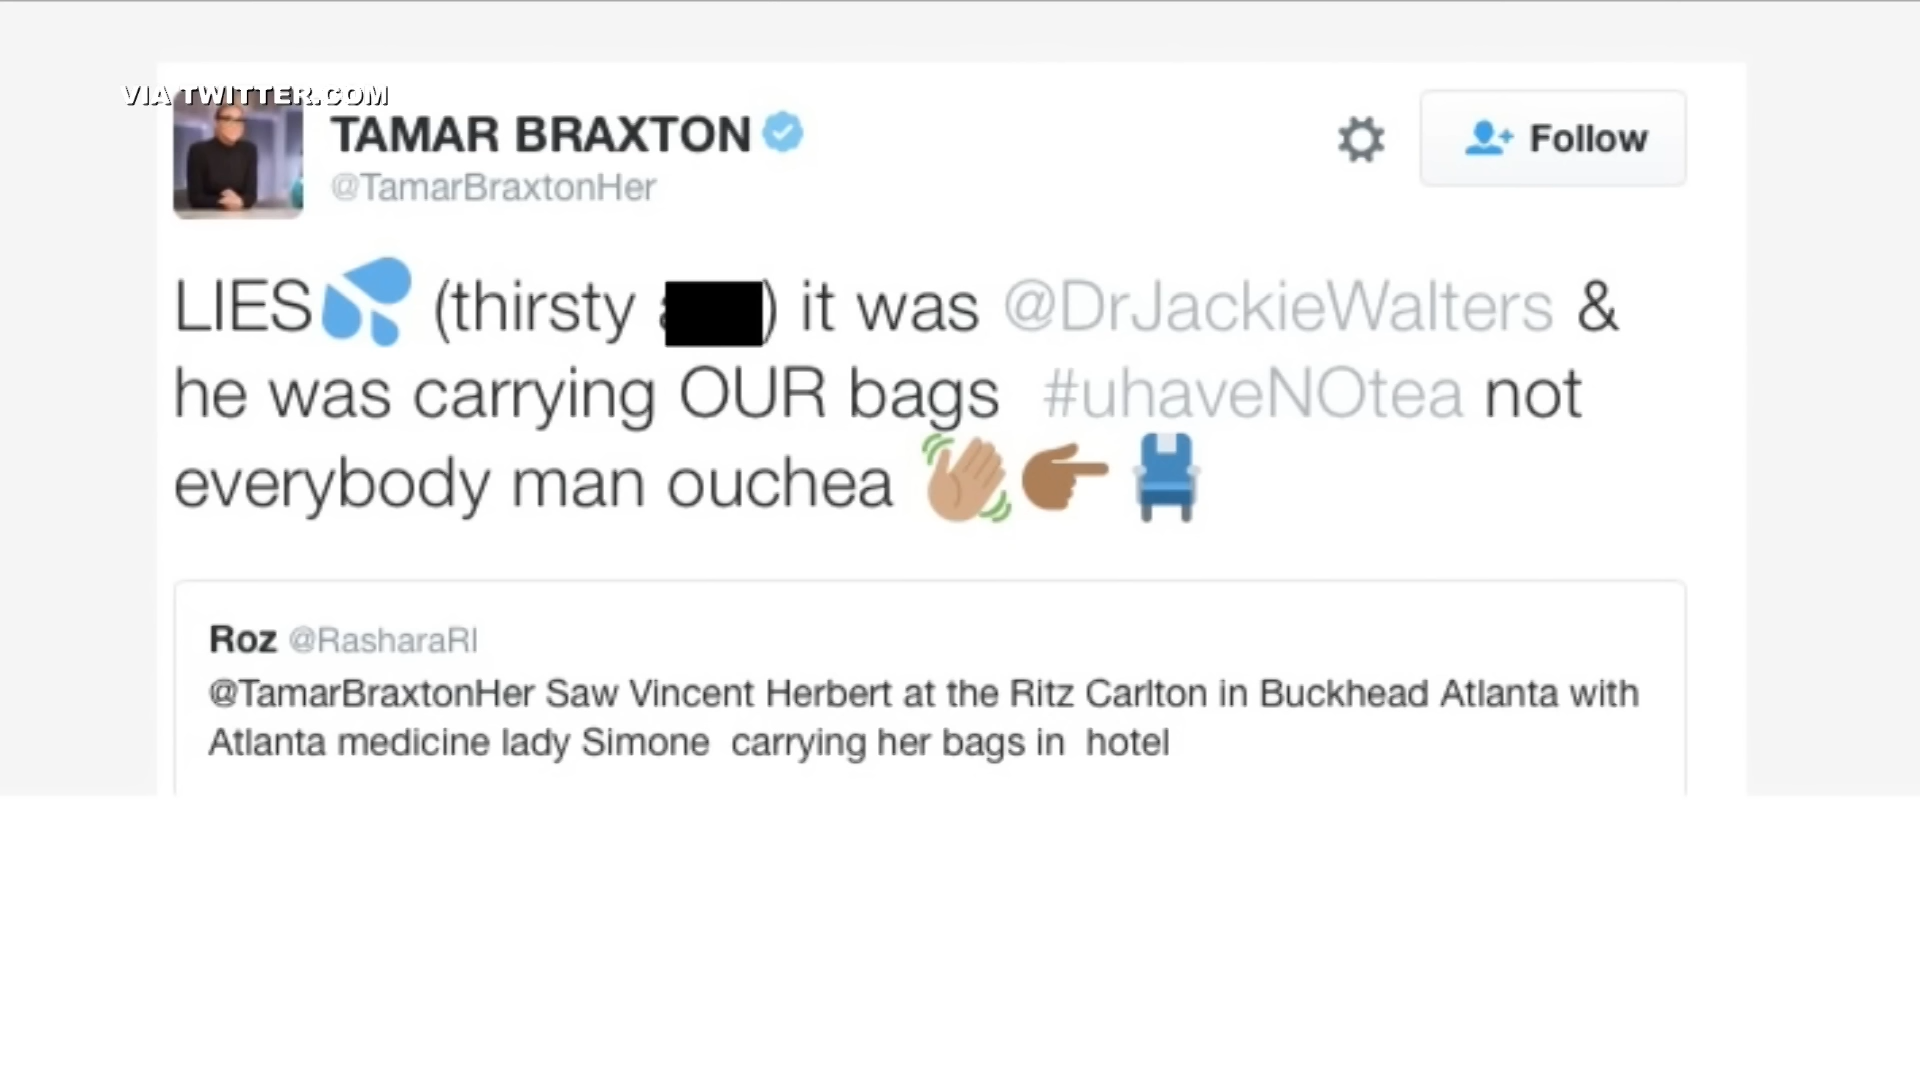 VIA TWITTER.COM
TAMAR BRAXTON
@TamarBraxtonHer
Follow
LIES💦 (thirsty ) it was @DrJackieWalters &
he was carrying OUR bags #uhaveNOtea not
everybody man ouchea 👋🏽👉🏾💺
Roz @RasharaRI
@TamarBraxtonHer Saw Vincent Herbert at the Ritz Carlton in Buckhead Atlanta with
Atlanta medicine lady Simone carrying her bags in hotel